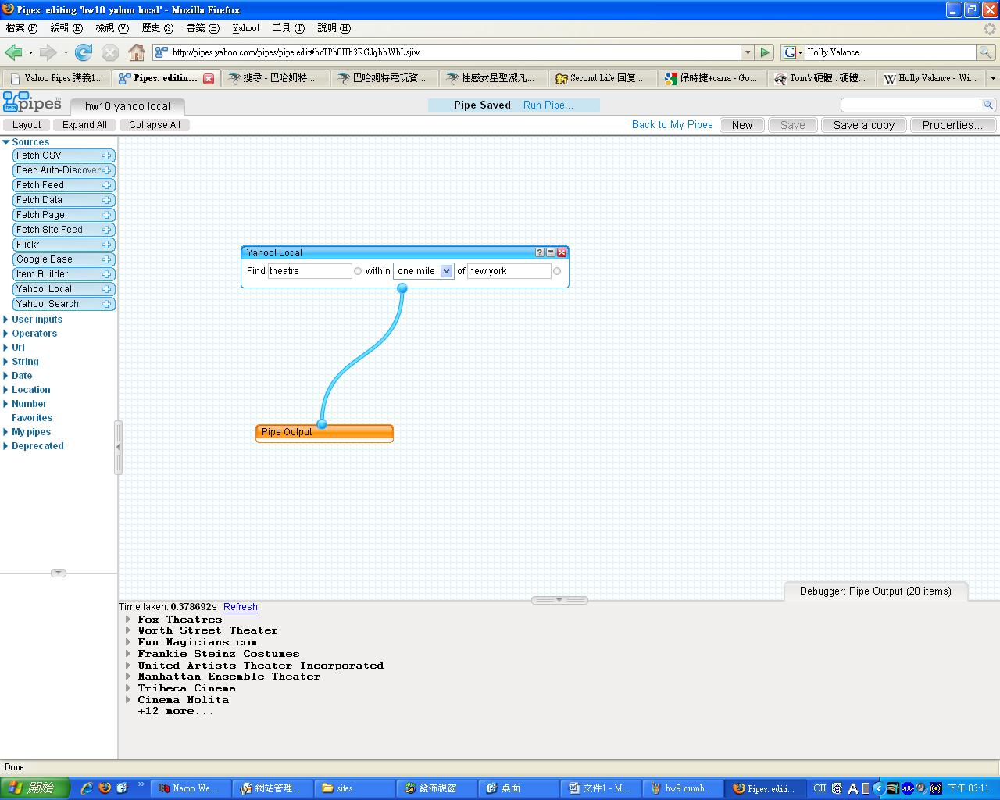 Pipes: editing 'hw10 yahoo local' - Mozilla Firefox
檔案 (F) 編輯 (E) 檢視 (V) 歷史 (S) 書籤 (B) Yahoo! 工具 (T) 說明 (H)
http://pipes.yahoo.com/pipes/pipe.edit#brTPb0Hh3RGJqhbWbLsjiw
G Holly Valance
Yahoo Pipes 講義1... Pipes: editin... 搜尋 - 巴哈姆特... 巴哈姆特電玩資... 性感女星聖潔凡... Second Life:回复... 保時捷+carra - Go... Tom's 硬體 : 硬體... W Holly Valance - Wi...
pipes beta hw10 yahoo local Pipe Saved Run Pipe...
Layout Expand All Collapse All Back to My Pipes New Save Save a copy Properties...
Sources
Fetch CSV
Feed Auto-Discover
Fetch Feed
Fetch Data
Fetch Page
Fetch Site Feed
Flickr
Google Base
Item Builder
Yahoo! Local
Yahoo! Search
User inputs
Operators
Url
String
Date
Location
Number
Favorites
My pipes
Deprecated
Yahoo! Local ?
Find theatre within one mile of new york
Pipe Output
Debugger: Pipe Output (20 items)
Time taken: 0.378692s Refresh
Fox Theatres
Worth Street Theater
Fun Magicians.com
Frankie Steinz Costumes
United Artists Theater Incorporated
Manhattan Ensemble Theater
Tribeca Cinema
Cinema Nolita
+12 more...
Done
開始 Namo We... 網站管理... sites 發佈視窗 桌面 文件1 - M... hw9 numb... Pipes: editi... CH A 下午 03:11